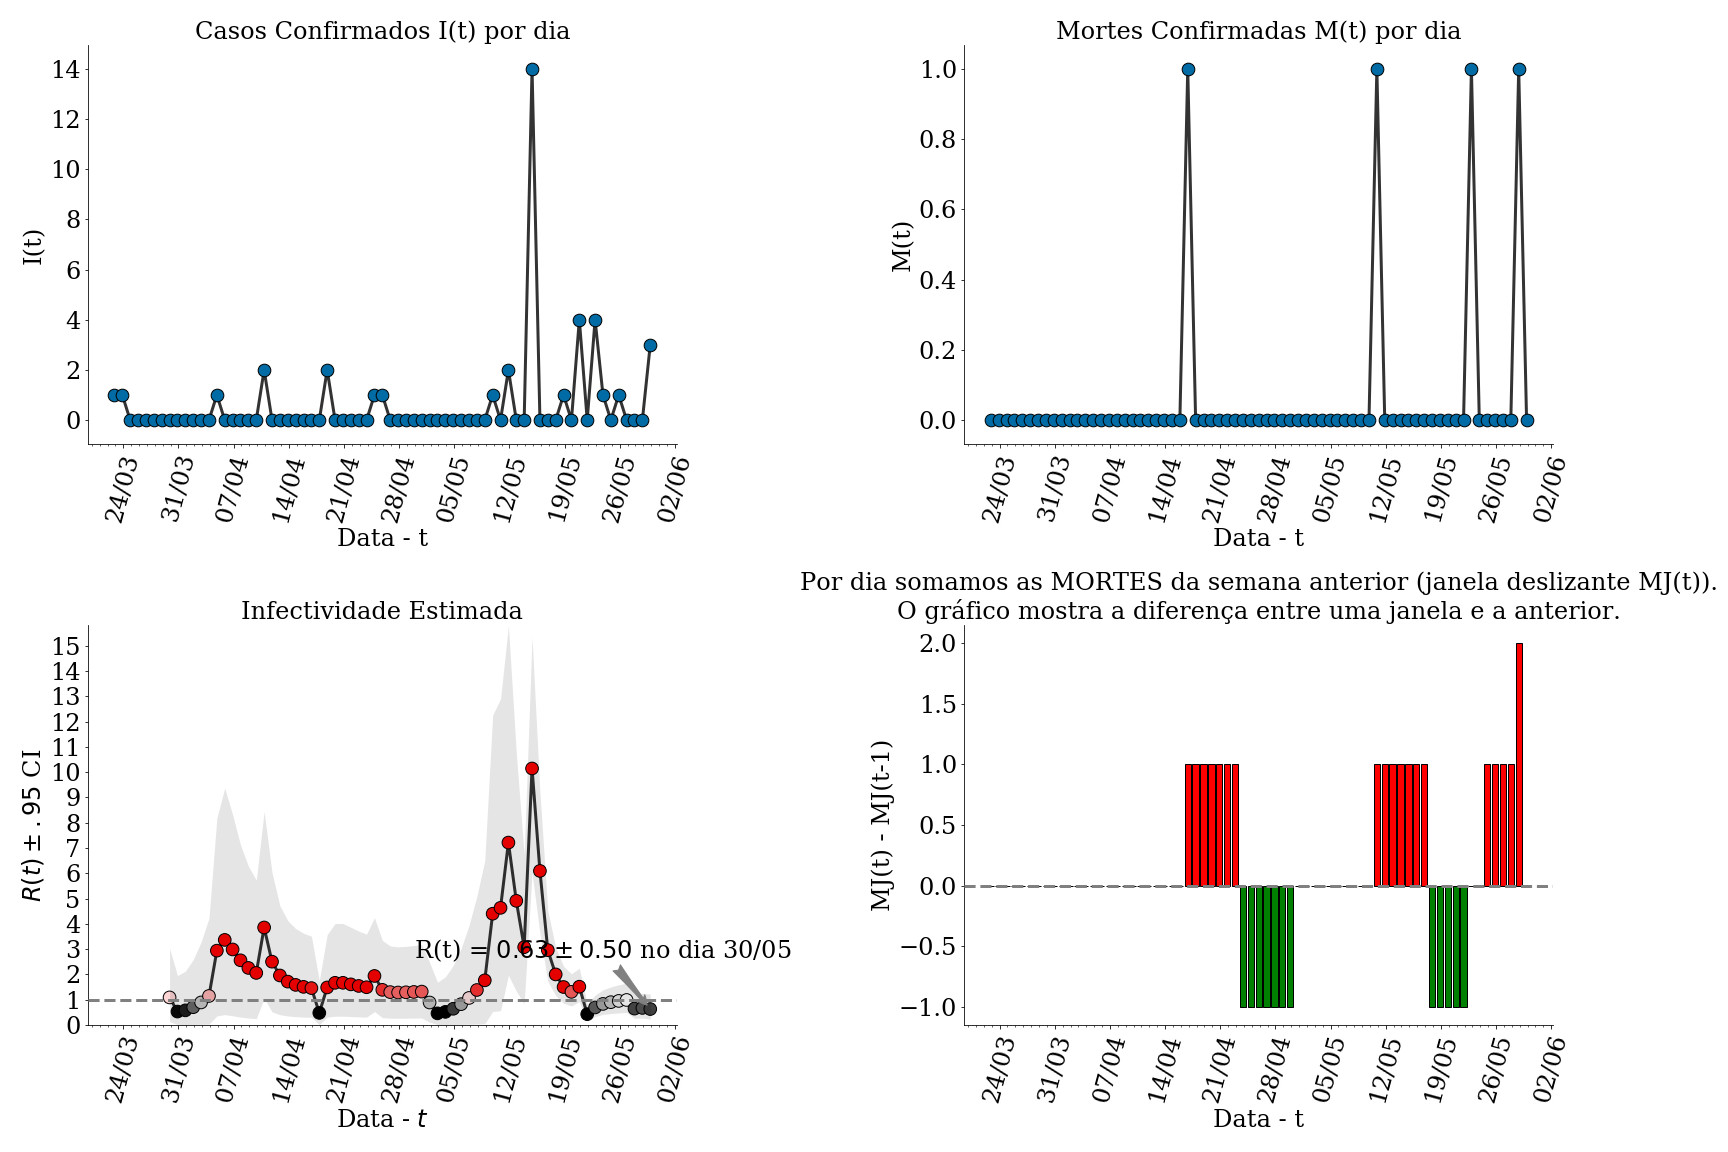 Casos Confirmados I(t) por dia
14
12
10
8
6
4
2
0
I(t)
24/03 31/03 07/04 14/04 21/04 28/04 05/05 12/05 19/05 26/05 02/06
Data - t
Mortes Confirmadas M(t) por dia
1.0
0.8
0.6
0.4
0.2
0.0
M(t)
24/03 31/03 07/04 14/04 21/04 28/04 05/05 12/05 19/05 26/05 02/06
Data - t
Infectividade Estimada
15
14
13
12
11
10
9
8
7
6
5
4
3
2
1
0
R(t) ± .95 CI
R(t) = 0.63 ± 0.50 no dia 30/05
24/03 31/03 07/04 14/04 21/04 28/04 05/05 12/05 19/05 26/05 02/06
Data - t
Por dia somamos as MORTES da semana anterior (janela deslizante MJ(t)).
O gráfico mostra a diferença entre uma janela e a anterior.
2.0
1.5
1.0
0.5
0.0
−0.5
−1.0
MJ(t) - MJ(t-1)
24/03 31/03 07/04 14/04 21/04 28/04 05/05 12/05 19/05 26/05 02/06
Data - t